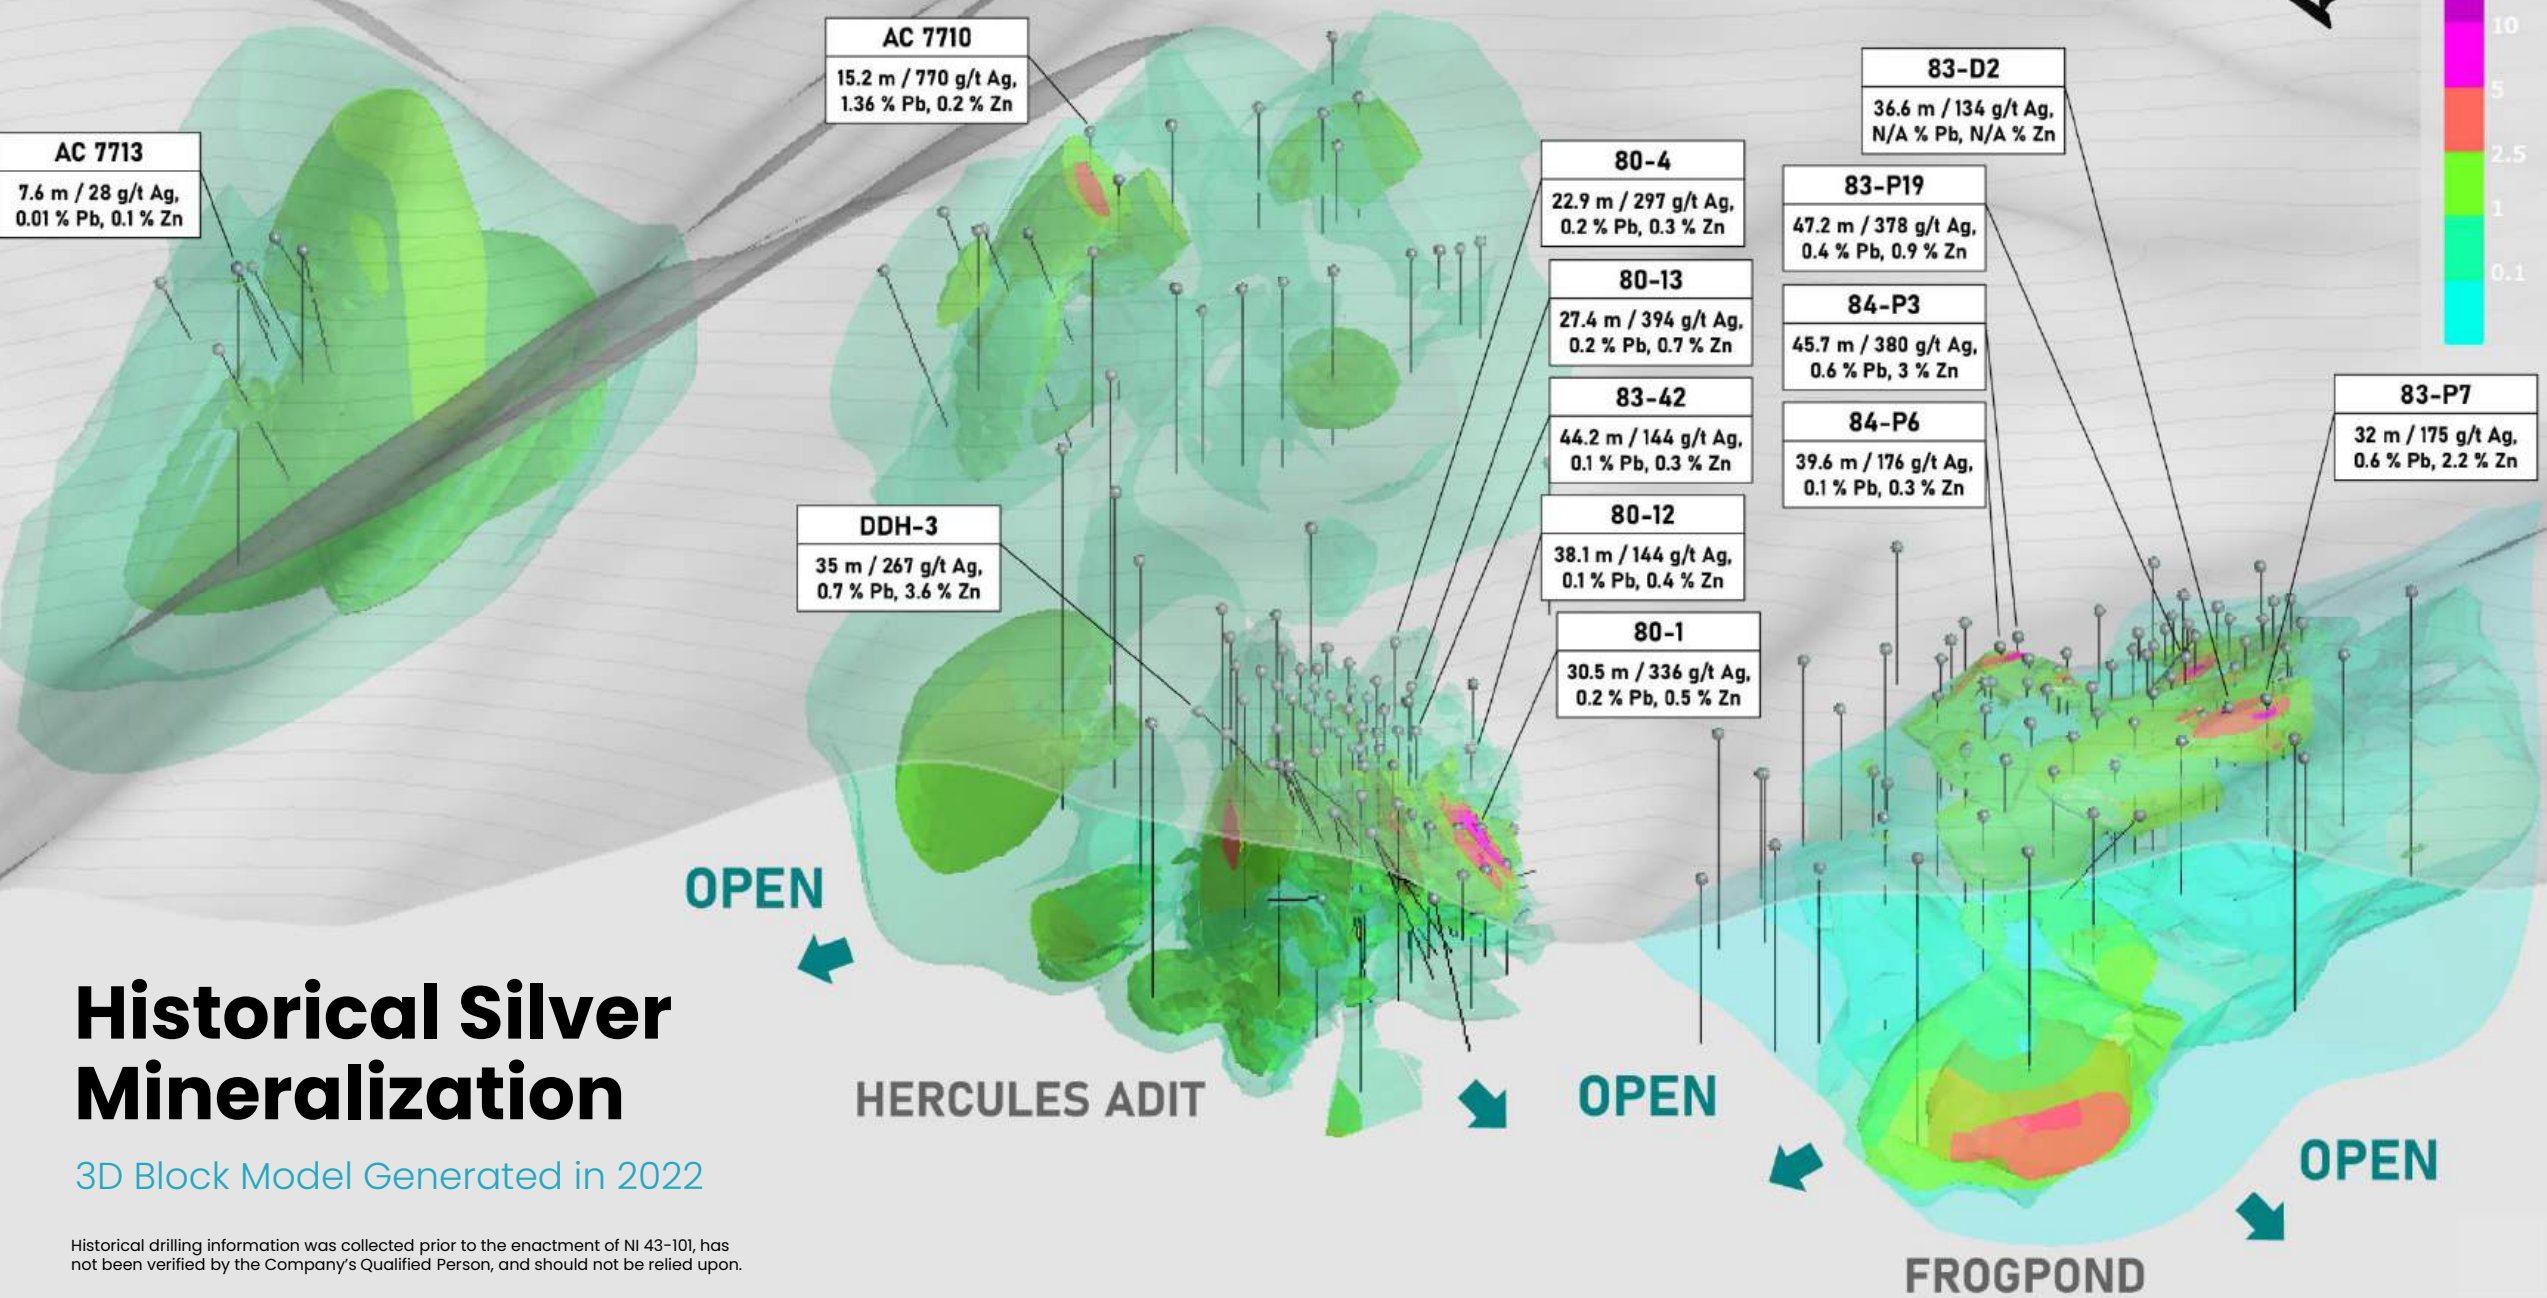 AC 7713
7.6 m / 28 g/t Ag,
0.01 % Pb, 0.1 % Zn
AC 7710
15.2 m / 770 g/t Ag,
1.36 % Pb, 0.2 % Zn
DDH-3
35 m / 267 g/t Ag,
0.7 % Pb, 3.6 % Zn
80-4
22.9 m / 297 g/t Ag,
0.2 % Pb, 0.3 % Zn
80-13
27.4 m / 394 g/t Ag,
0.2 % Pb, 0.7 % Zn
83-42
44.2 m / 144 g/t Ag,
0.1 % Pb, 0.3 % Zn
80-12
38.1 m / 144 g/t Ag,
0.1 % Pb, 0.4 % Zn
80-1
30.5 m / 336 g/t Ag,
0.2 % Pb, 0.5 % Zn
83-D2
36.6 m / 134 g/t Ag,
N/A % Pb, N/A % Zn
83-P19
47.2 m / 378 g/t Ag,
0.4 % Pb, 0.9 % Zn
84-P3
45.7 m / 380 g/t Ag,
0.6 % Pb, 3 % Zn
84-P6
39.6 m / 176 g/t Ag,
0.1 % Pb, 0.3 % Zn
83-P7
32 m / 175 g/t Ag,
0.6 % Pb, 2.2 % Zn
10
5
2.5
1
0.1
OPEN
HERCULES ADIT
OPEN
OPEN
FROGPOND
Historical Silver
Mineralization
3D Block Model Generated in 2022
Historical drilling information was collected prior to the enactment of NI 43-101, has
not been verified by the Company's Qualified Person, and should not be relied upon.